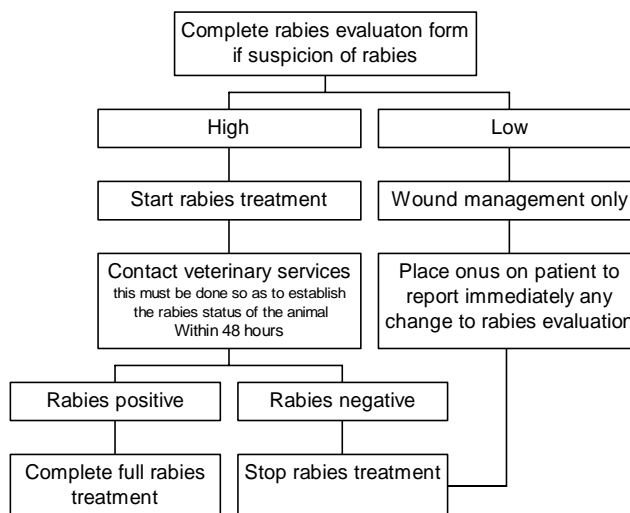 Complete rabies evaluaton form
if suspicion of rabies
High
Low
Start rabies treatment
Wound management only
Contact veterinary services
this must be done so as to establish
the rabies status of the animal
Within 48 hours
Place onus on patient to
report immediately any
change to rabies evaluation
Rabies positive
Rabies negative
Complete full rabies
treatment
Stop rabies treatment